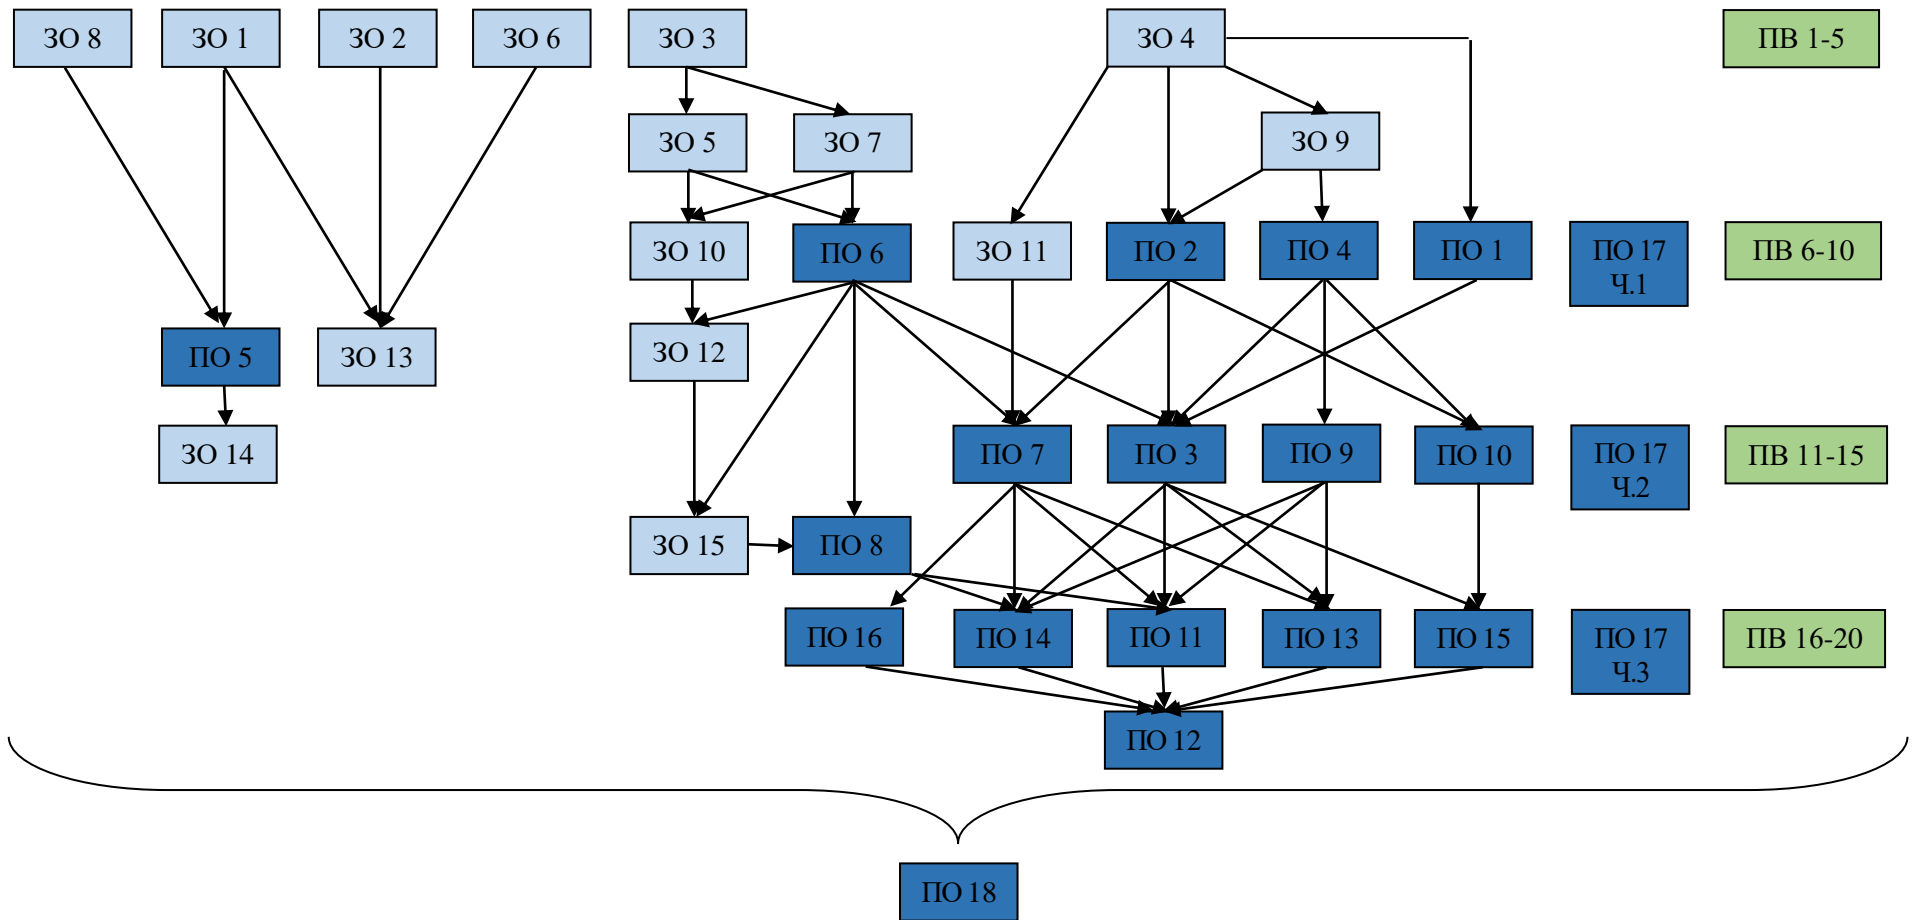 ЗО 8
ЗО 1
ЗО 2
ЗО 6
ЗО 3
ЗО 4
ПВ 1-5
ЗО 5
ЗО 7
ЗО 9
ЗО 10
ПО 6
ЗО 11
ПО 2
ПО 4
ПО 1
ПО 17
Ч.1
ПВ 6-10
ПО 5
ЗО 13
ЗО 12
ЗО 14
ПО 7
ПО 3
ПО 9
ПО 10
ПО 17
Ч.2
ПВ 11-15
ЗО 15
ПО 8
ПО 16
ПО 14
ПО 11
ПО 13
ПО 15
ПО 17
Ч.3
ПВ 16-20
ПО 12
ПО 18